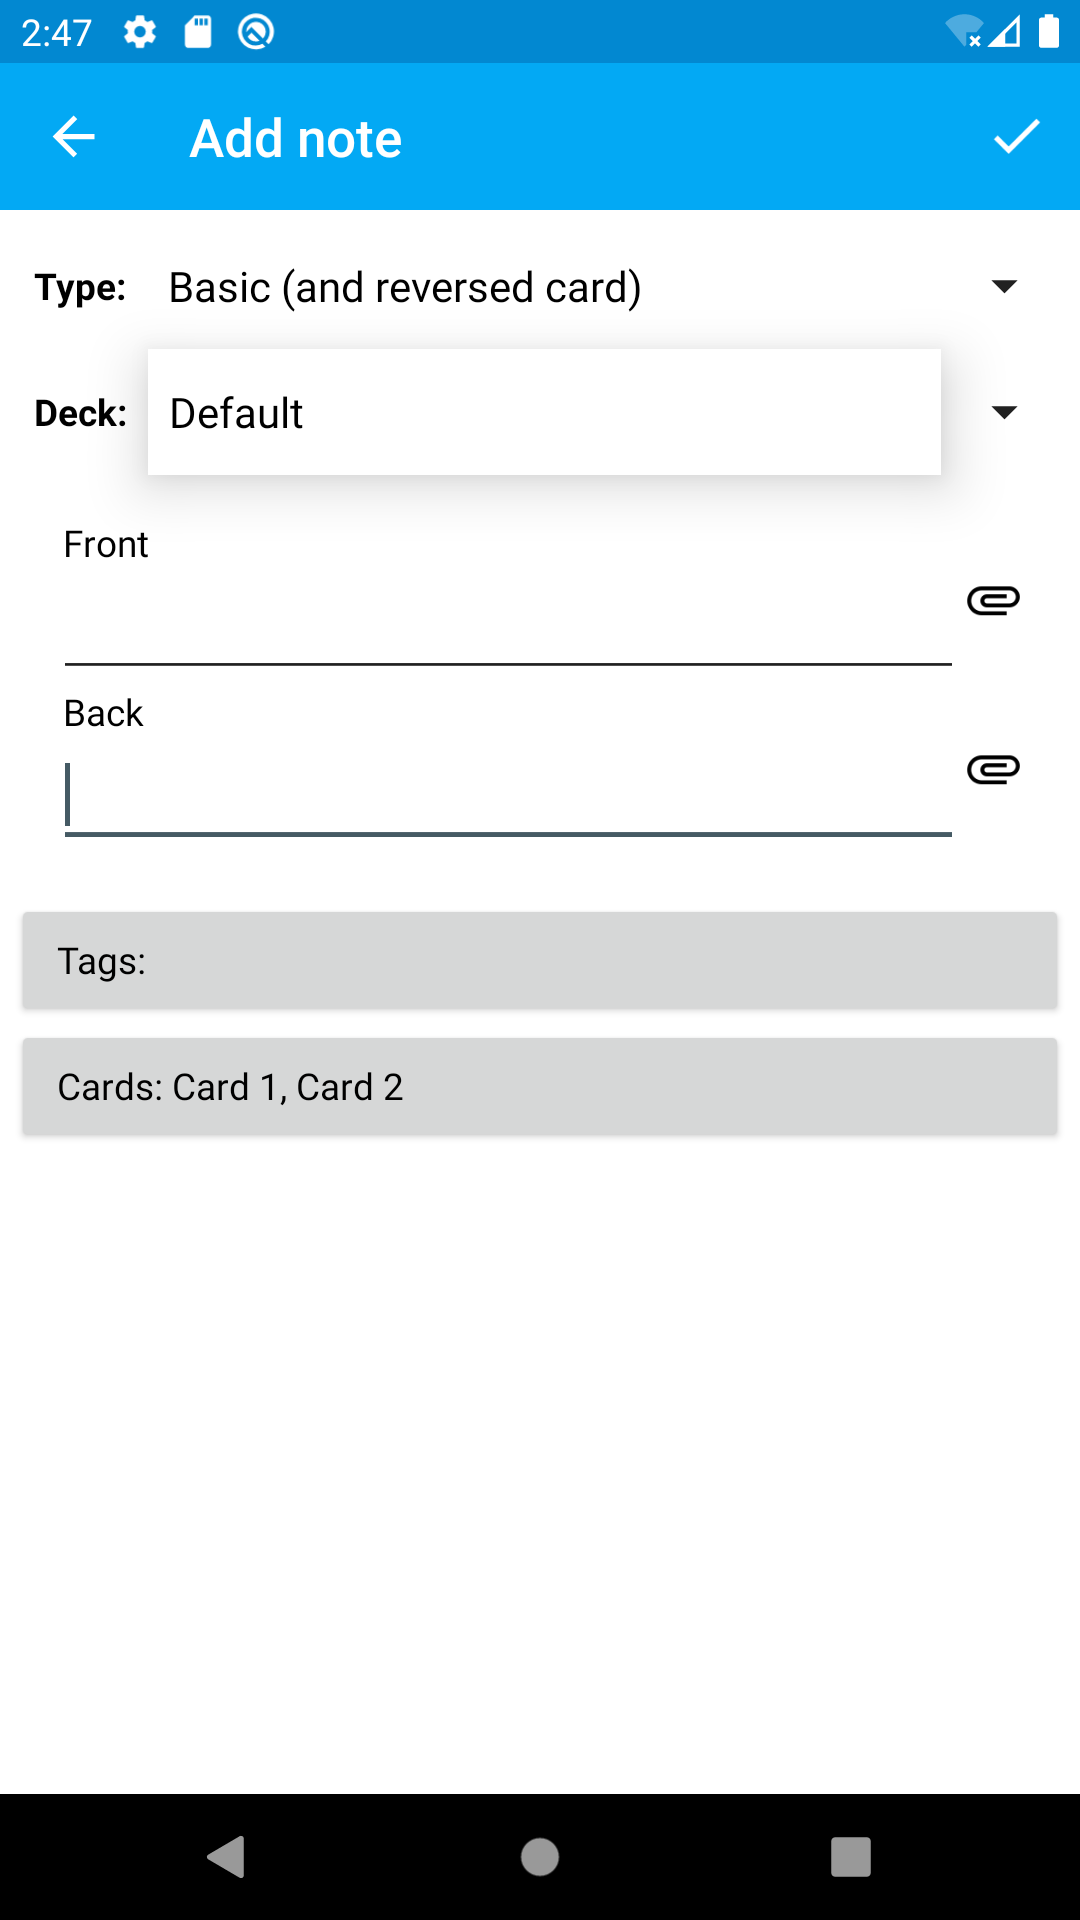 2:47
Add note
Type: Basic (and reversed card)
Deck: Default
Front
Back
Tags:
Cards: Card 1, Card 2